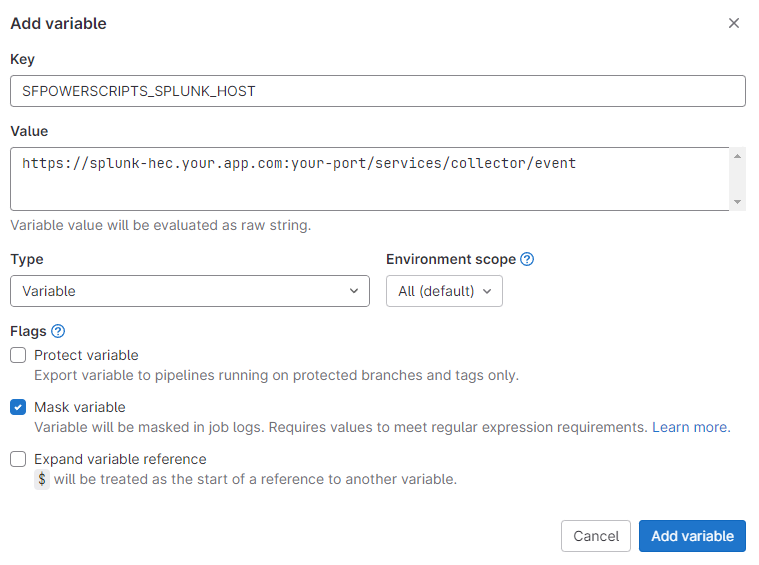 Add variable
Key
SFPOWERSCRIPTS_SPLUNK_HOST
Value
https://splunk-hec.your.app.com:your-port/services/collector/event
Variable value will be evaluated as raw string.
Type
Environment scope
Variable
All (default)
Flags
Protect variable
Export variable to pipelines running on protected branches and tags only.
Mask variable
Variable will be masked in job logs. Requires values to meet regular expression requirements. Learn more.
Expand variable reference
$ will be treated as the start of a reference to another variable.
Cancel
Add variable